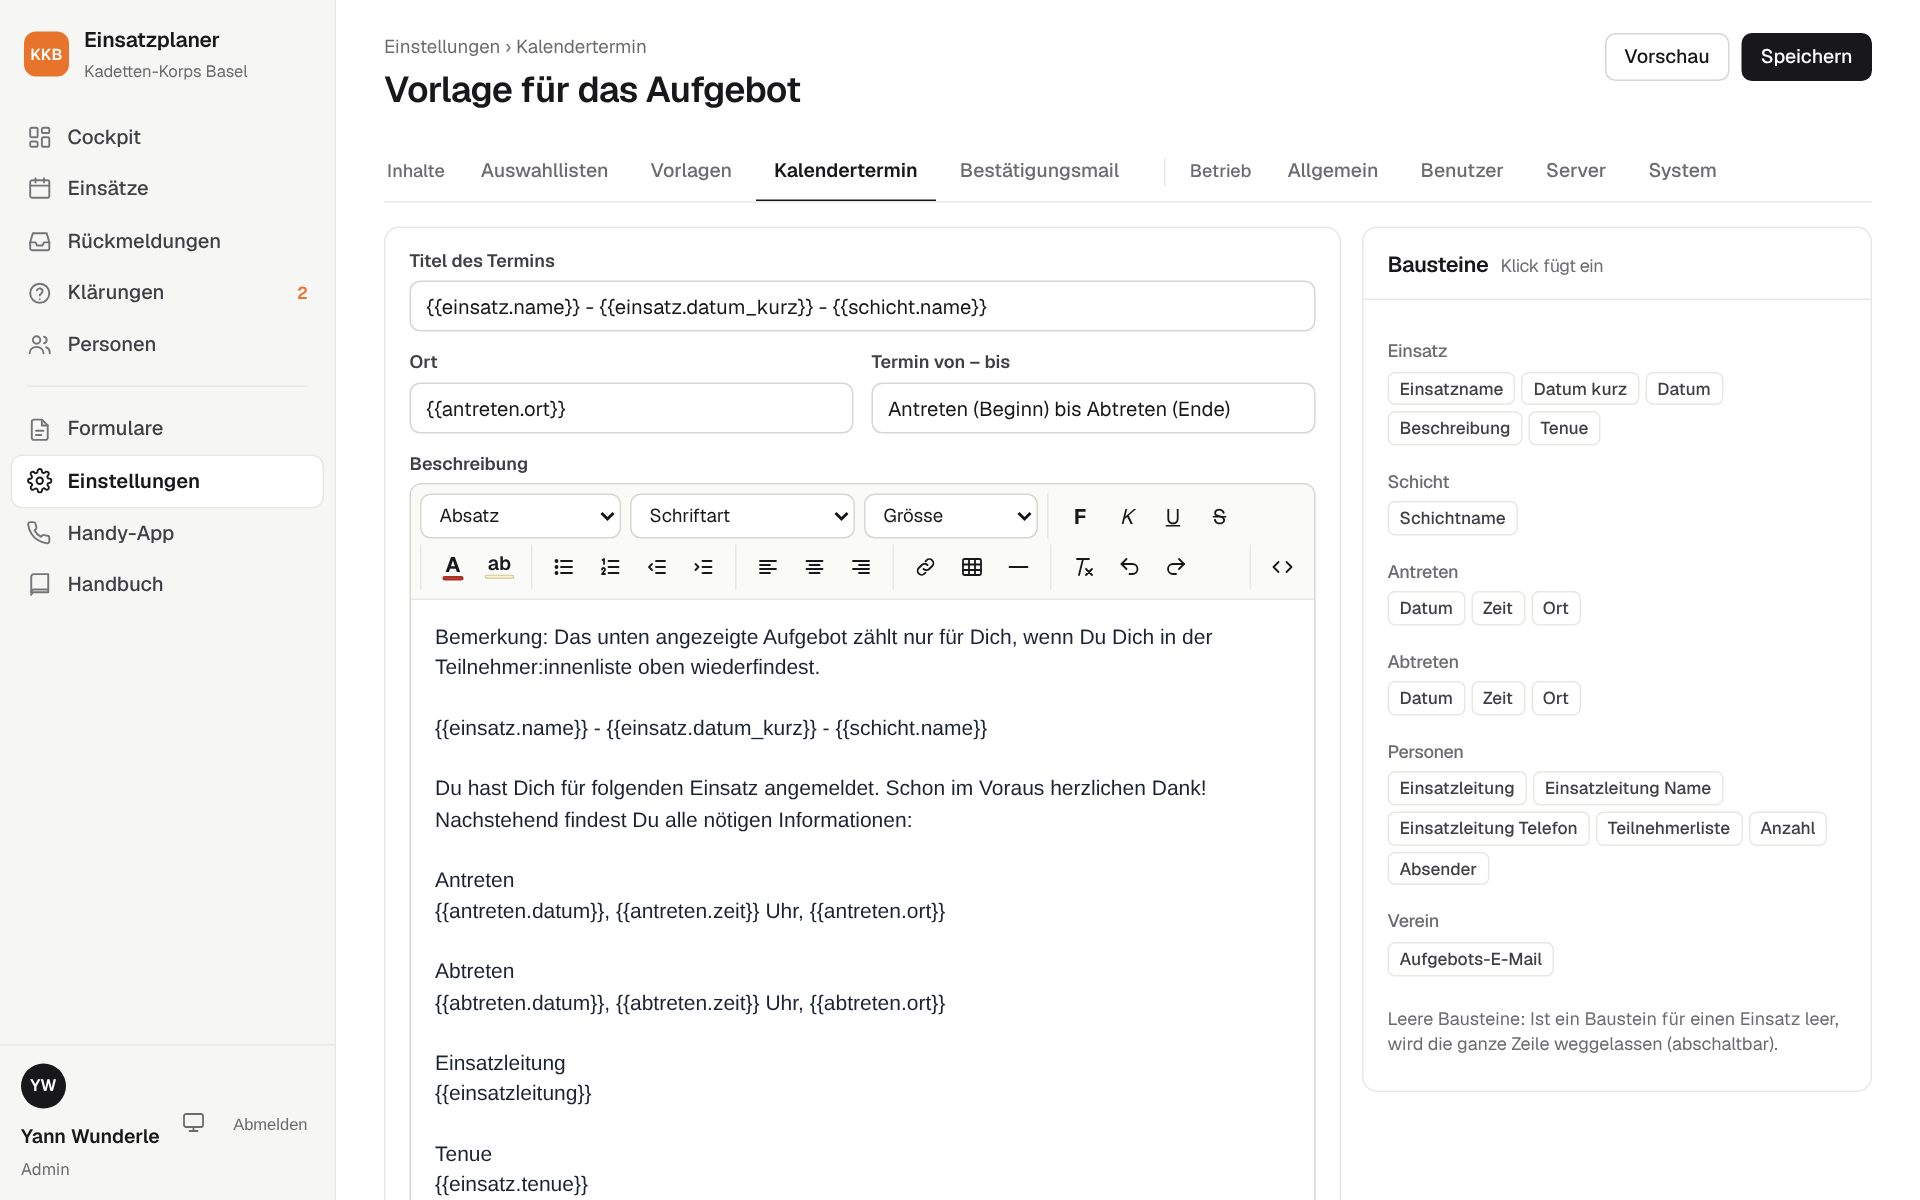 KKB
Einsatzplaner
Kadetten-Korps Basel
Cockpit
Einsätze
Rückmeldungen
Klärungen 2
Personen
Formulare
Einstellungen
Handy-App
Handbuch
YW
Yann Wunderle
Admin
Abmelden
Einstellungen › Kalendertermin
Vorlage für das Aufgebot
Vorschau
Speichern
Inhalte Auswahllisten Vorlagen Kalendertermin Bestätigungsmail Betrieb Allgemein Benutzer Server System
Titel des Termins
{{einsatz.name}} - {{einsatz.datum_kurz}} - {{schicht.name}}
Ort
{{antreten.ort}}
Termin von – bis
Antreten (Beginn) bis Abtreten (Ende)
Beschreibung
Absatz Schriftart Grösse F K U S
A ab
Bemerkung: Das unten angezeigte Aufgebot zählt nur für Dich, wenn Du Dich in der
Teilnehmer:innenliste oben wiederfindest.
{{einsatz.name}} - {{einsatz.datum_kurz}} - {{schicht.name}}
Du hast Dich für folgenden Einsatz angemeldet. Schon im Voraus herzlichen Dank!
Nachstehend findest Du alle nötigen Informationen:
Antreten
{{antreten.datum}}, {{antreten.zeit}} Uhr, {{antreten.ort}}
Abtreten
{{abtreten.datum}}, {{abtreten.zeit}} Uhr, {{abtreten.ort}}
Einsatzleitung
{{einsatzleitung}}
Tenue
{{einsatz.tenue}}
Bausteine Klick fügt ein
Einsatz
Einsatzname Datum kurz Datum
Beschreibung Tenue
Schicht
Schichtname
Antreten
Datum Zeit Ort
Abtreten
Datum Zeit Ort
Personen
Einsatzleitung Einsatzleitung Name
Einsatzleitung Telefon Teilnehmerliste Anzahl
Absender
Verein
Aufgebots-E-Mail
Leere Bausteine: Ist ein Baustein für einen Einsatz leer,
wird die ganze Zeile weggelassen (abschaltbar).